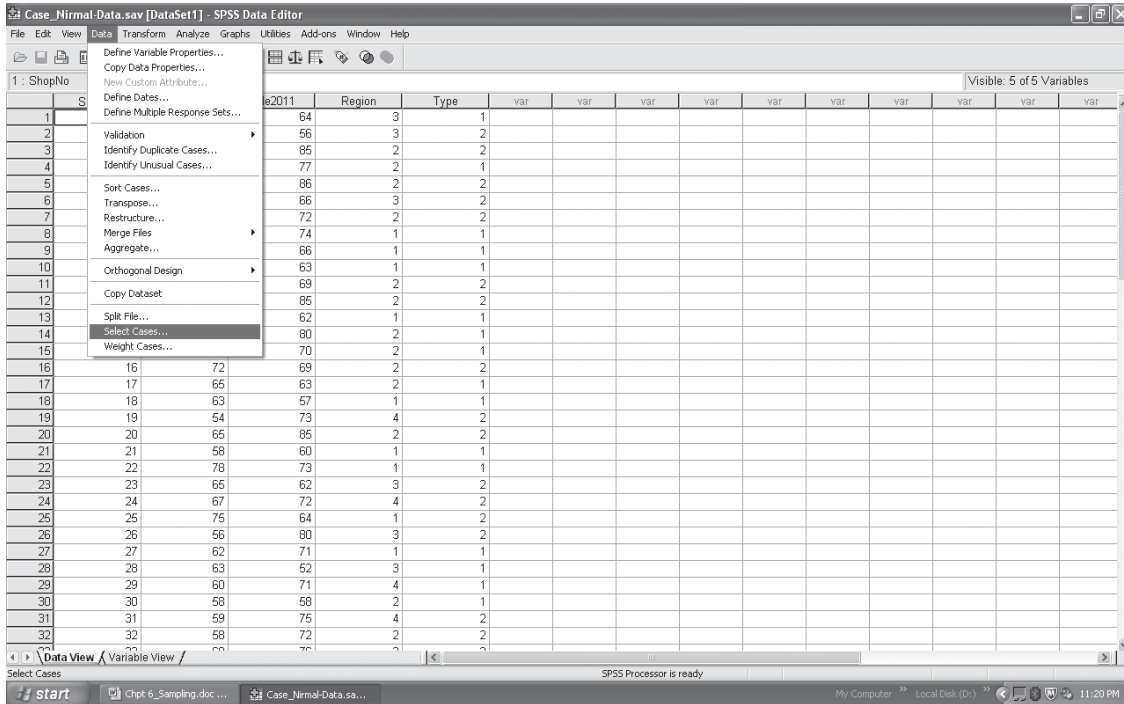 Case_Nirmal-Data.sav [DataSet1] - SPSS Data Editor
File Edit View Data Transform Analyze Graphs Utilities Add-ons Window Help
1 : ShopNo
Visible: 5 of 5 Variables
Define Variable Properties...
Copy Data Properties...
New Custom Attribute...
Define Dates...
Define Multiple Response Sets...
Validation
Identify Duplicate Cases...
Identify Unusual Cases...
Sort Cases...
Transpose...
Restructure...
Merge Files
Aggregate...
Orthogonal Design
Copy Dataset
Split File...
Select Cases...
Weight Cases...
S le2011 Region Type var var var var var var var var var
1 64 3 1
2 56 3 2
3 85 2 2
4 77 2 1
5 86 2 2
6 66 3 2
7 72 2 2
8 74 1 1
9 66 1 1
10 63 1 1
11 69 2 2
12 85 2 2
13 62 1 1
14 80 2 1
15 70 2 1
16 16 72 69 2 2
17 17 65 63 2 1
18 18 63 57 1 1
19 19 54 73 4 2
20 20 65 85 2 2
21 21 58 60 1 1
22 22 78 73 1 1
23 23 65 62 3 2
24 24 67 72 4 2
25 25 75 64 1 2
26 26 56 80 3 2
27 27 62 71 1 1
28 28 63 52 3 1
29 29 60 71 4 1
30 30 58 58 2 1
31 31 59 75 4 2
32 32 58 72 2 2
Data View Variable View
Select Cases
SPSS Processor is ready
start Chpt 6_Sampling.doc ... Case_Nirmal-Data.sa... My Computer » Local Disk (D:) » 11:20 PM